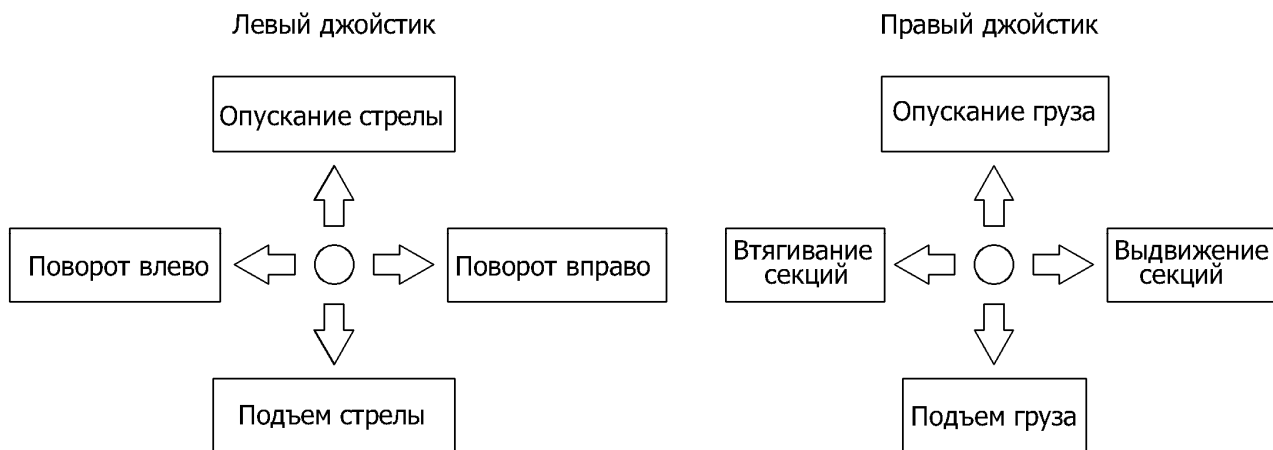 Левый джойстик
Опускание стрелы
Поворот влево
Поворот вправо
Подъем стрелы
Правый джойстик
Опускание груза
Втягивание
секций
Выдвижение
секций
Подъем груза